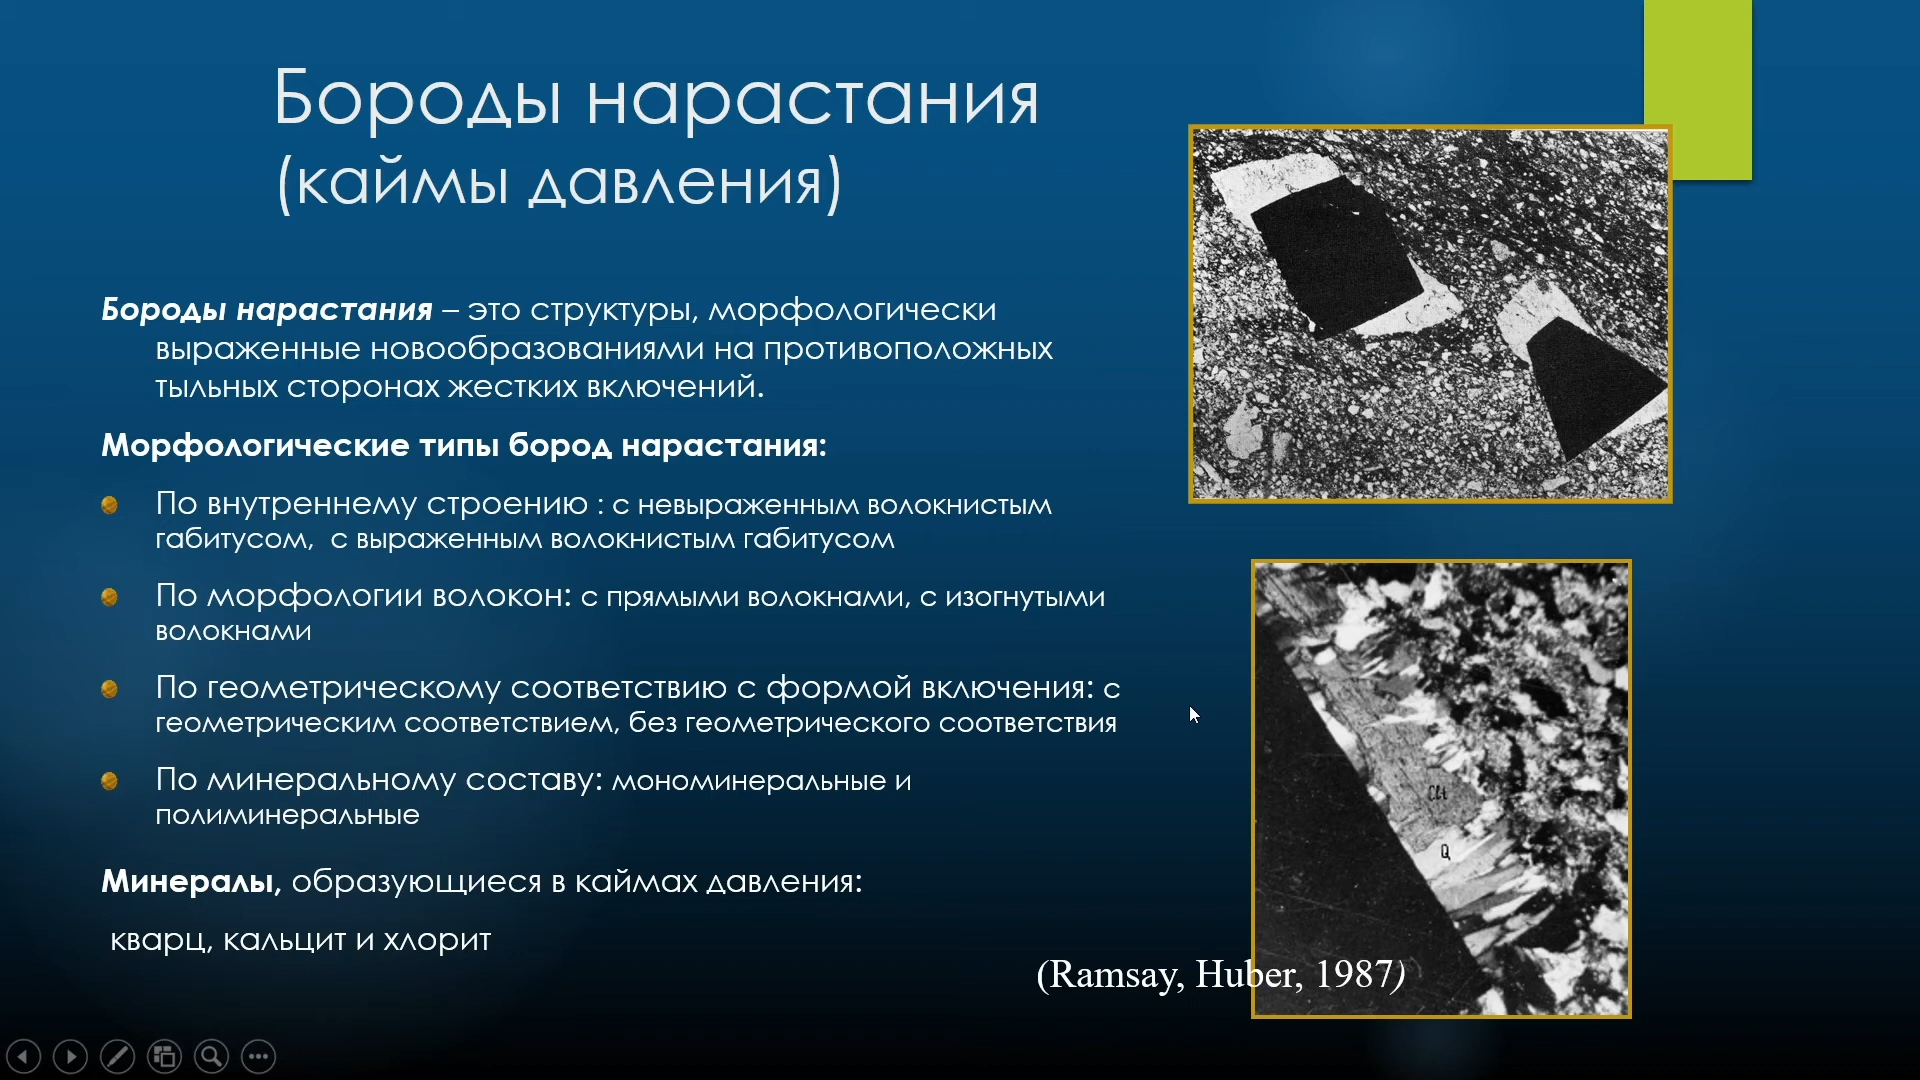 Бороды нарастания
(каймы давления)
Бороды нарастания – это структуры, морфологически
выраженные новообразованиями на противоположных
тыльных сторонах жестких включений.
Морфологические типы бород нарастания:
По внутреннему строению : с невыраженным волокнистым
габитусом, с выраженным волокнистым габитусом
По морфологии волокон: с прямыми волокнами, с изогнутыми
волокнами
По геометрическому соответствию с формой включения: с
геометрическим соответствием, без геометрического соответствия
По минеральному составу: мономинеральные и
полиминеральные
Минералы, образующиеся в каймах давления:
кварц, кальцит и хлорит
Clt
Q
(Ramsay, Huber, 1987)